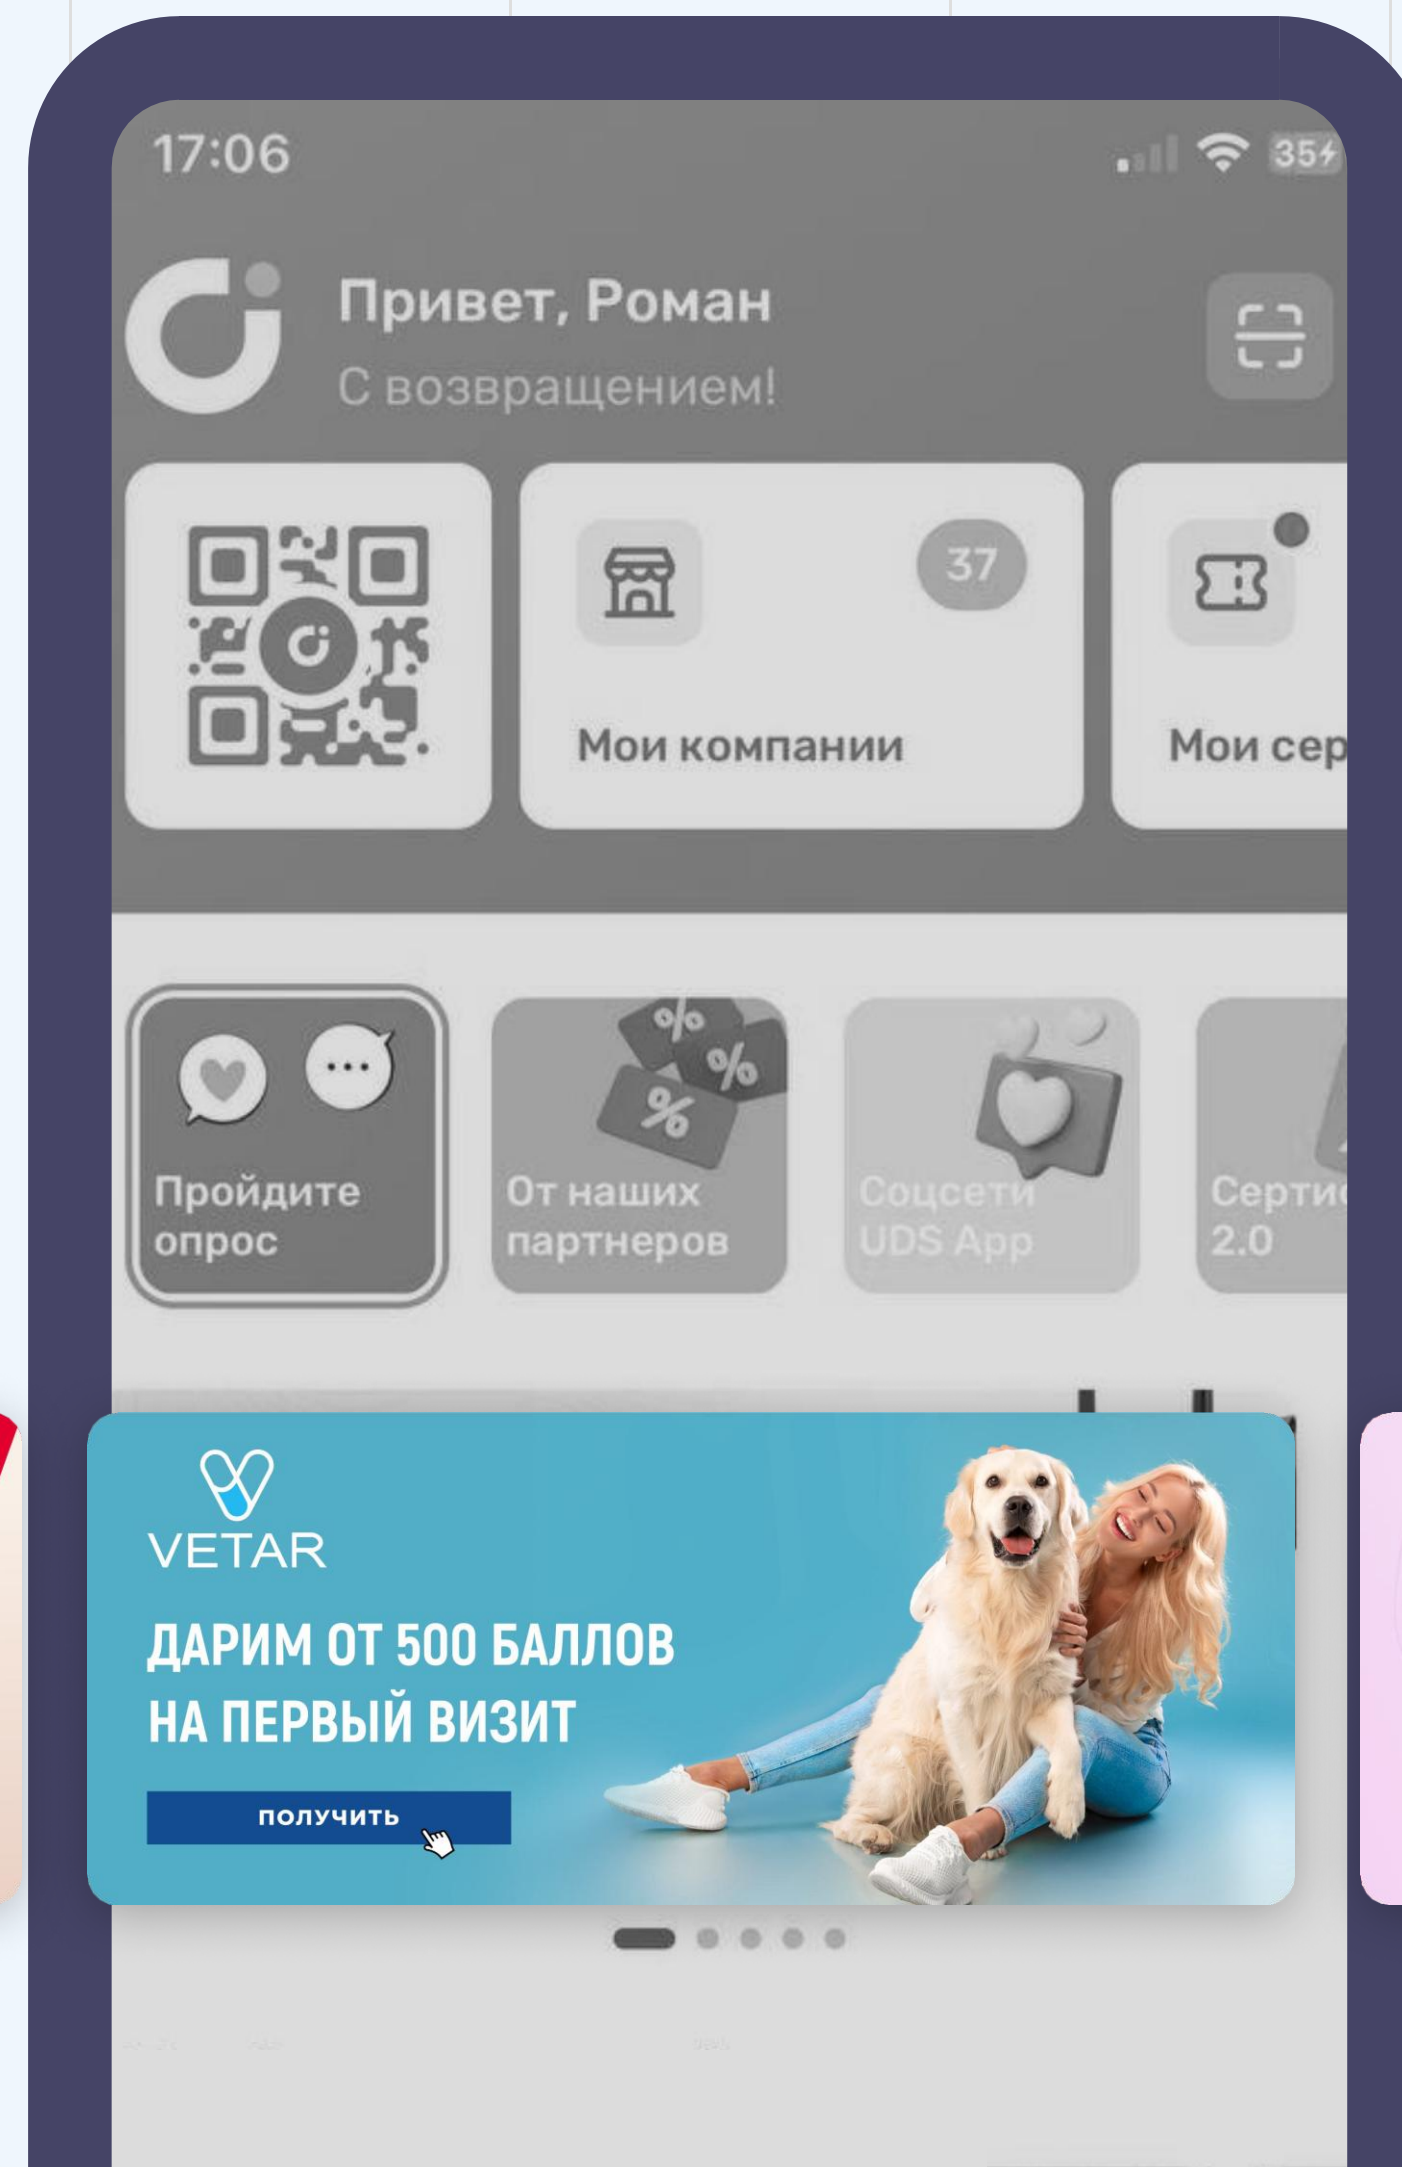 17:06
35
Привет, Роман
С возвращением!
37
Мои компании
Мои сер
Пройдите
опрос
От наших
партнеров
Соцсети
UDS App
Серти
2.0
VETAR
ДАРИМ ОТ 500 БАЛЛОВ
НА ПЕРВЫЙ ВИЗИТ
ПОЛУЧИТЬ